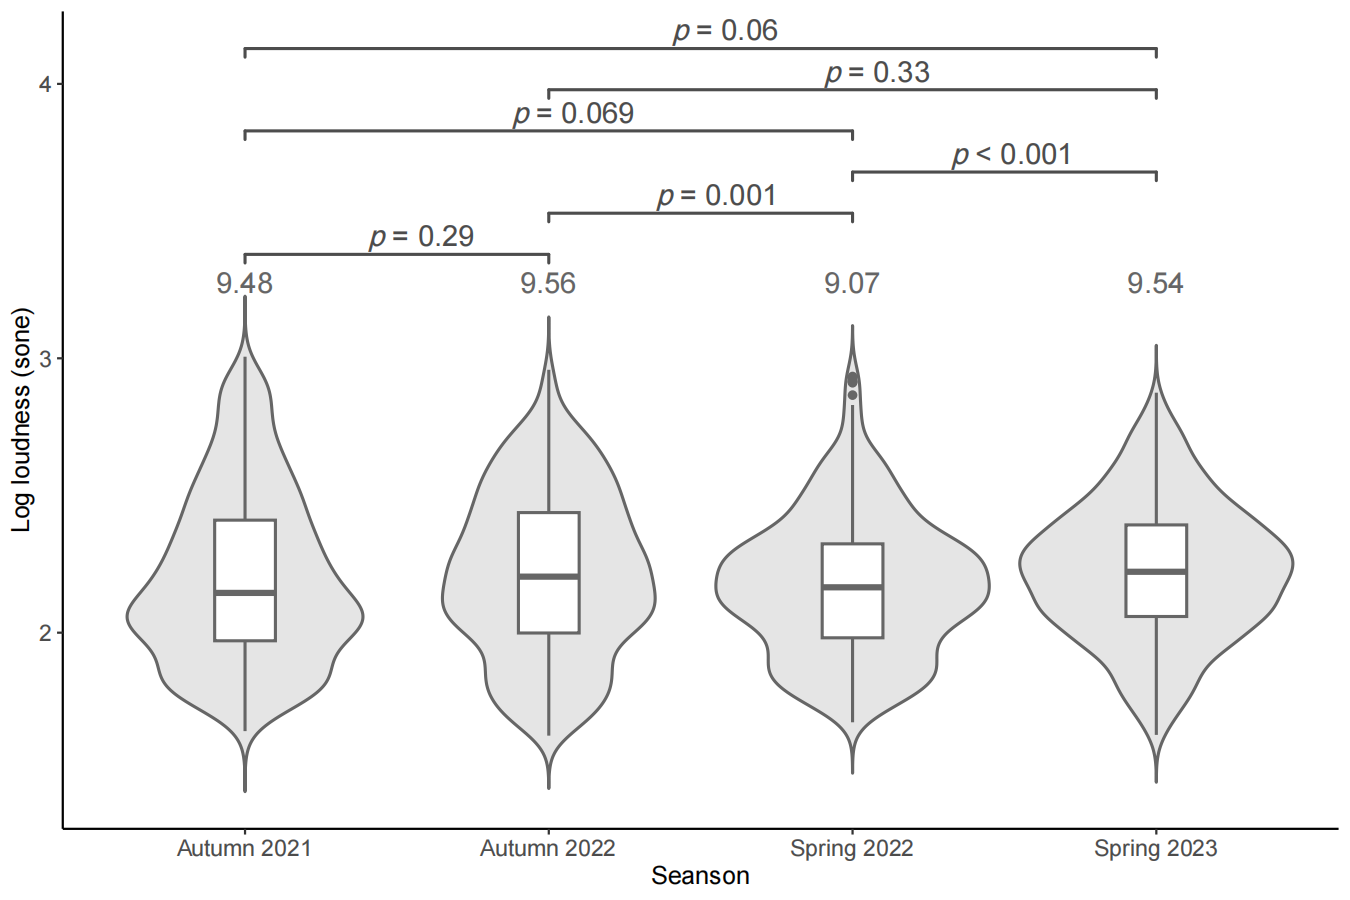 p = 0.06
p = 0.33
p = 0.069
p < 0.001
p = 0.001
p = 0.29
9.48 9.56 9.07 9.54
4
3
2
Log loudness (sone)
Autumn 2021 Autumn 2022 Spring 2022 Spring 2023
Seanson